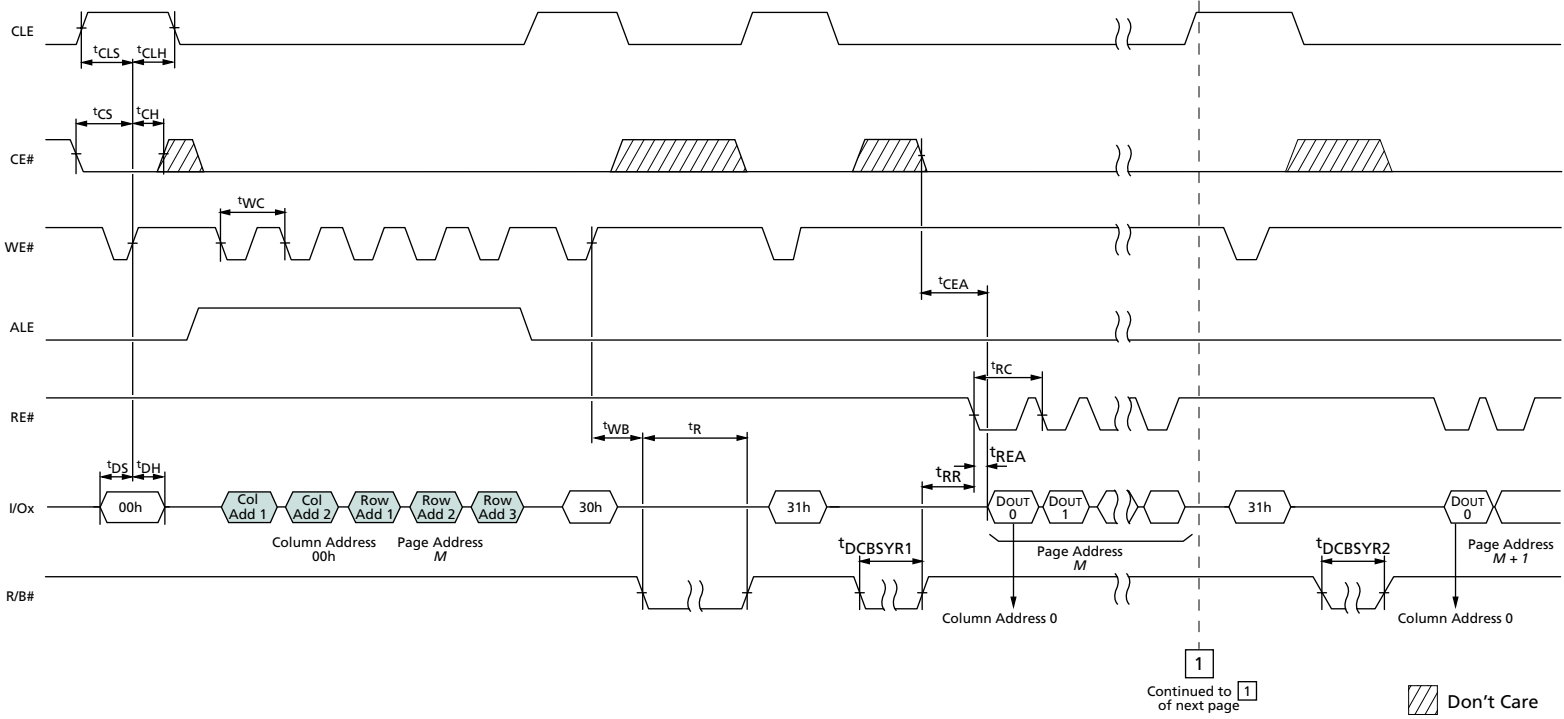 CLE
tCLS
tCLH
tCS
tCH
CE#
tWC
WE#
tCEA
ALE
tRC
RE#
tWB
tR
tREA
tDS
tDH
tRR
I/Ox
00h
Col
Add 1
Col
Add 2
Row
Add 1
Row
Add 2
Row
Add 3
30h
31h
DOUT
0
DOUT
1
31h
DOUT
0
Column Address
00h
Page Address
M
tDCBSYR1
Page Address
M
tDCBSYR2
Page Address
M + 1
R/B#
Column Address 0
Column Address 0
1
Continued to 1
of next page
Don't Care